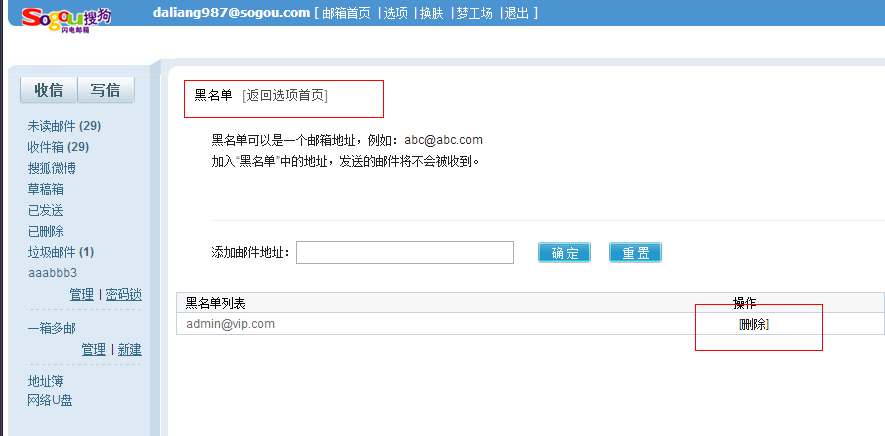 Sogou搜狗
闪电邮箱
daliang987@sogou.com [ 邮箱首页 |选项 |换肤 |梦工场 |退出 ]
收信 写信
未读邮件 (29)
收件箱 (29)
搜狐微博
草稿箱
已发送
已删除
垃圾邮件 (1)
aaabbb3
管理 | 密码锁
一箱多邮
管理 | 新建
地址簿
网络U盘
黑名单 [返回选项首页]
黑名单可以是一个邮箱地址，例如：abc@abc.com
加入“黑名单”中的地址，发送的邮件将不会被收到。
添加邮件地址： 确定 重置
黑名单列表 操作
admin@vip.com [删除]